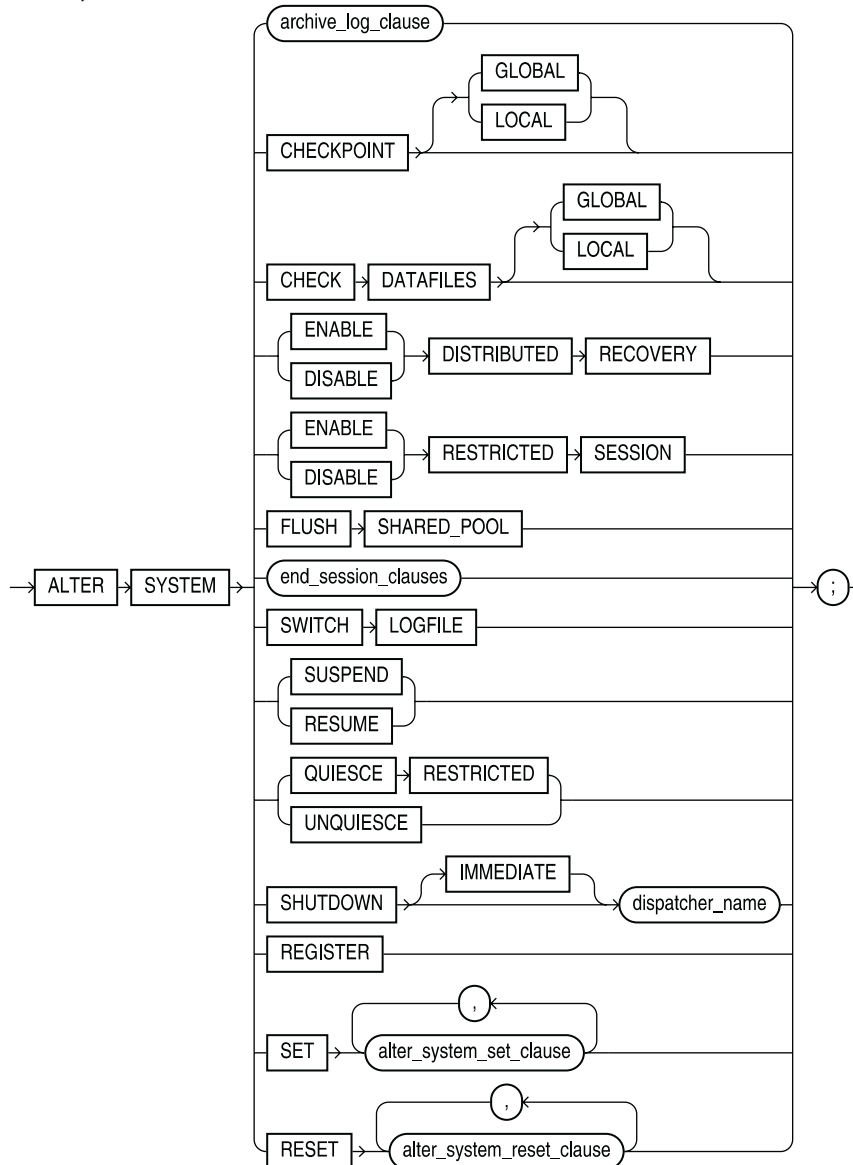 archive_log_clause
GLOBAL
LOCAL
CHECKPOINT
GLOBAL
LOCAL
CHECK DATAFILES
ENABLE
DISTRIBUTED RECOVERY
DISABLE
ENABLE
RESTRICTED SESSION
DISABLE
FLUSH SHARED_POOL
ALTER SYSTEM end_session_clauses ;
SWITCH LOGFILE
SUSPEND
RESUME
QUIESCE RESTRICTED
UNQUIESCE
IMMEDIATE
SHUTDOWN dispatcher_name
REGISTER
,
SET alter_system_set_clause
,
RESET alter_system_reset_clause